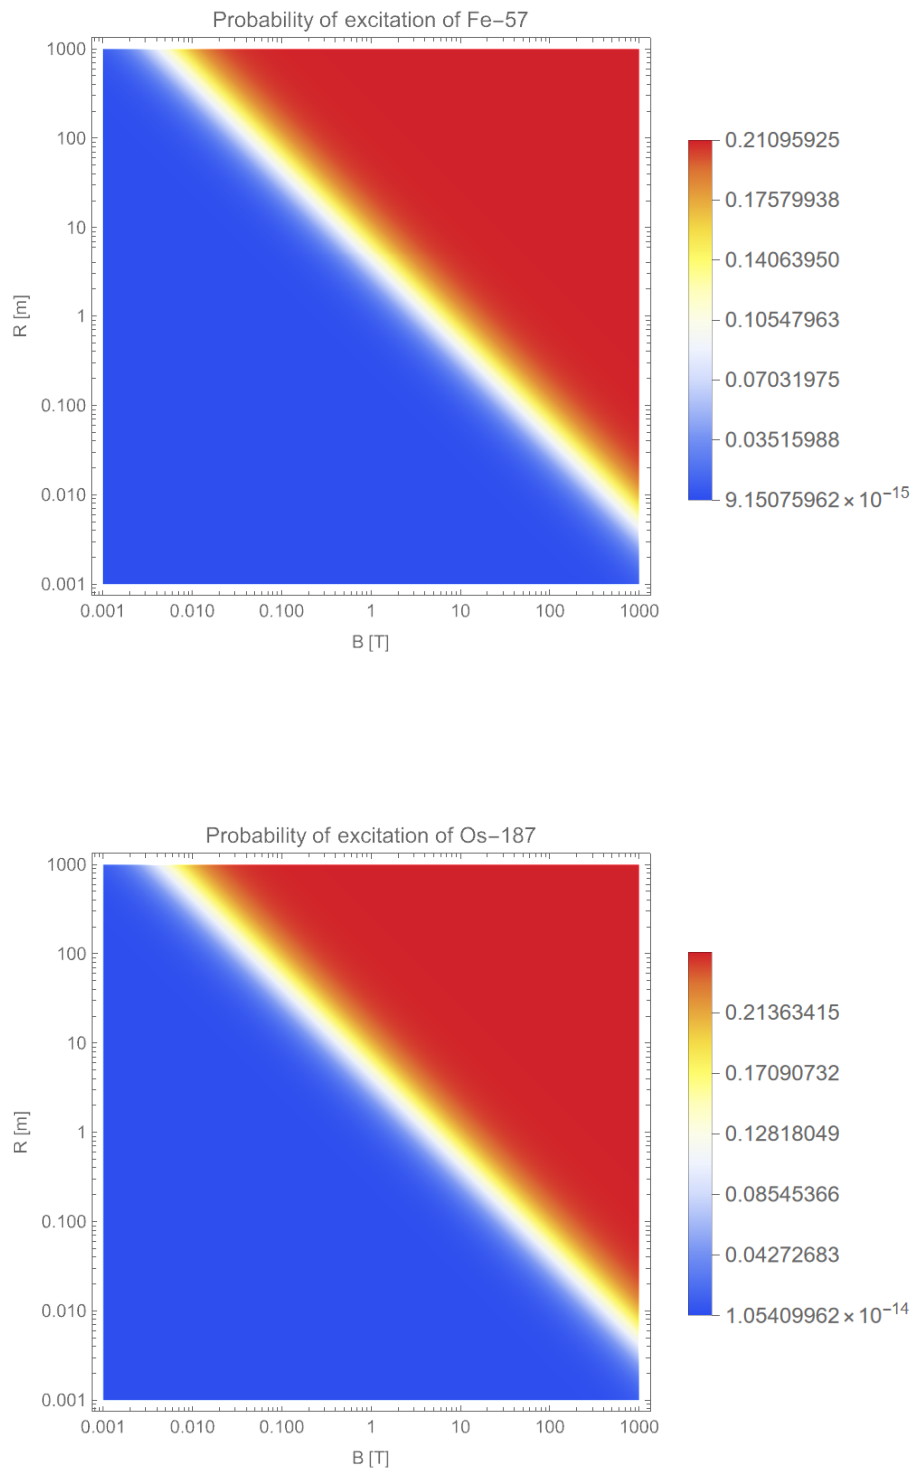 Probability of excitation of Fe−57
1000
100
10
1
0.100
0.010
0.001
R [m]
0.001 0.010 0.100 1 10 100 1000
B [T]
0.21095925
0.17579938
0.14063950
0.10547963
0.07031975
0.03515988
9.15075962 × 10⁻¹⁵
Probability of excitation of Os−187
1000
100
10
1
0.100
0.010
0.001
R [m]
0.001 0.010 0.100 1 10 100 1000
B [T]
0.21363415
0.17090732
0.12818049
0.08545366
0.04272683
1.05409962 × 10⁻¹⁴